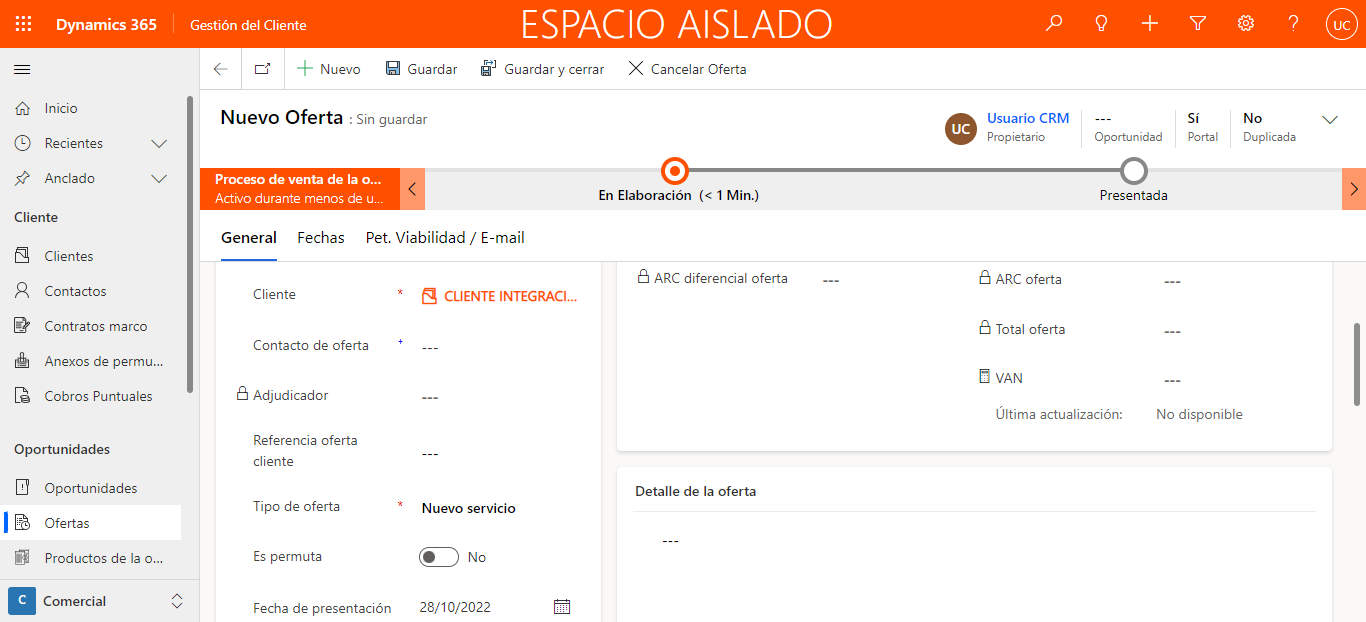 Dynamics 365
Gestión del Cliente
ESPACIO AISLADO
UC
Nuevo
Guardar
Guardar y cerrar
Cancelar Oferta
Inicio
Recientes
Anclado
Cliente
Clientes
Contactos
Contratos marco
Anexos de permu...
Cobros Puntuales
Oportunidades
Oportunidades
Ofertas
Productos de la o...
C
Comercial
Nuevo Oferta : Sin guardar
UC
Usuario CRM
Propietario
---
Oportunidad
Sí
Portal
No
Duplicada
Proceso de venta de la o...
Activo durante menos de u...
En Elaboración (< 1 Min.)
Presentada
General
Fechas
Pet. Viabilidad / E-mail
Cliente * CLIENTE INTEGRACI...
Contacto de oferta + ---
Adjudicador ---
Referencia oferta
cliente
---
Tipo de oferta * Nuevo servicio
Es permuta No
Fecha de presentación 28/10/2022
ARC diferencial oferta ---
ARC oferta ---
Total oferta ---
VAN ---
Última actualización: No disponible
Detalle de la oferta
---